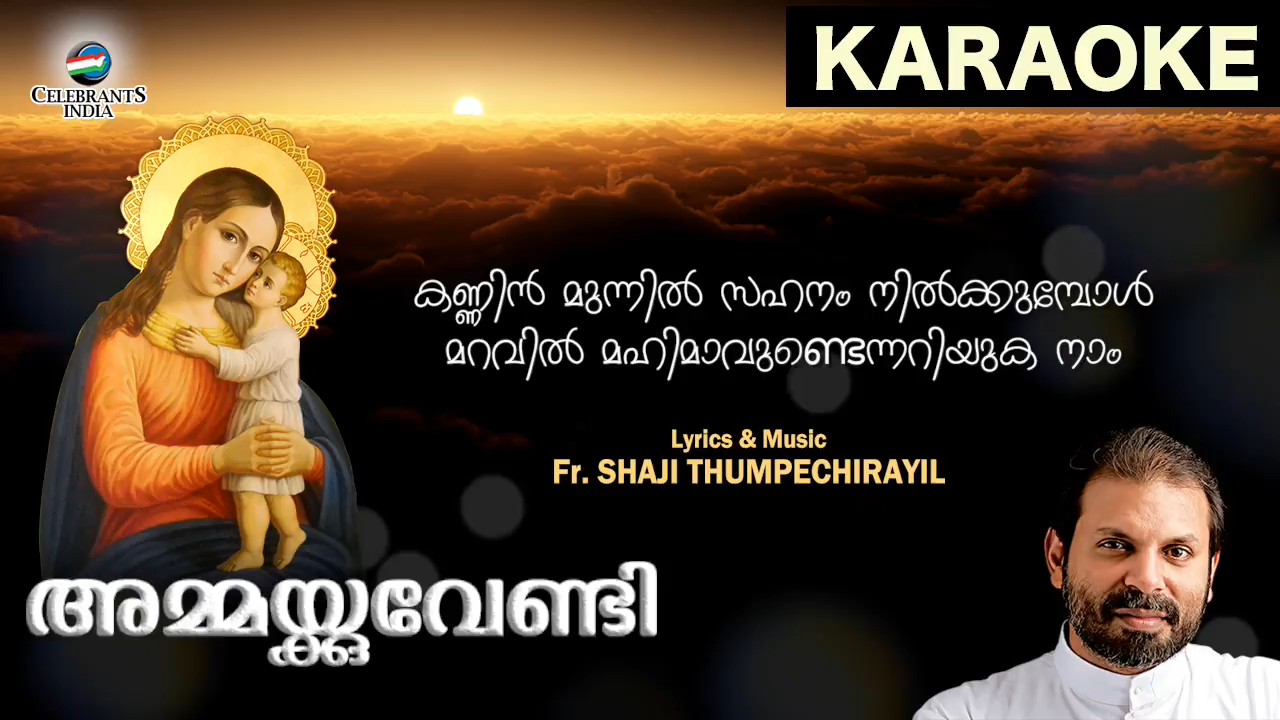 CELEBRANTS
INDIA
KARAOKE
കണ്ണിൻ മുന്നിൽ സഹനം നിൽക്കുമ്പോൾ
മറവിൽ മഹിമാവുണ്ടെന്നറിയുക നാം
Lyrics & Music
Fr. SHAJI THUMPECHIRAYIL
അമ്മയ്ക്കുവേണ്ടി